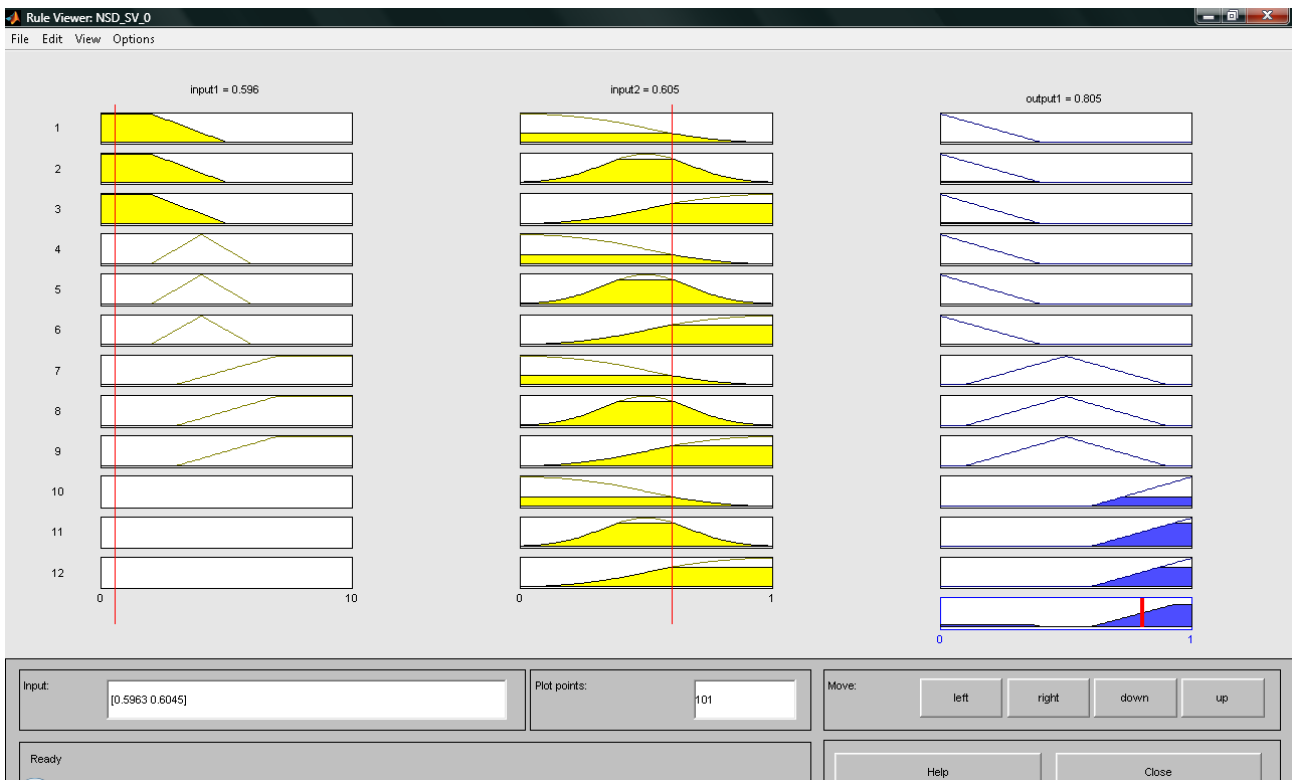 Rule Viewer: NSD_SV_0
File Edit View Options
input1 = 0.596
input2 = 0.605
output1 = 0.805
1
2
3
4
5
6
7
8
9
10
11
12
0 10
0 1
0 1
Input:
[0.5963 0.6045]
Plot points:
101
Move:
left right down up
Ready
Help Close